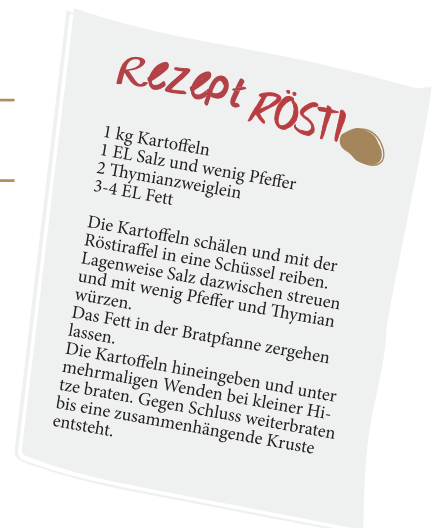 Rezept RÖSTI
1 kg Kartoffeln
1 EL Salz und wenig Pfeffer
2 Thymianzweiglein
3-4 EL Fett
Die Kartoffeln schälen und mit der
Röstiraffel in eine Schüssel reiben.
Lagenweise Salz dazwischen streuen
und mit wenig Pfeffer und Thymian
würzen.
Das Fett in der Bratpfanne zergehen
lassen.
Die Kartoffeln hineingeben und unter
mehrmaligen Wenden bei kleiner Hi-
tze braten. Gegen Schluss weiterbraten
bis eine zusammenhängende Kruste
entsteht.